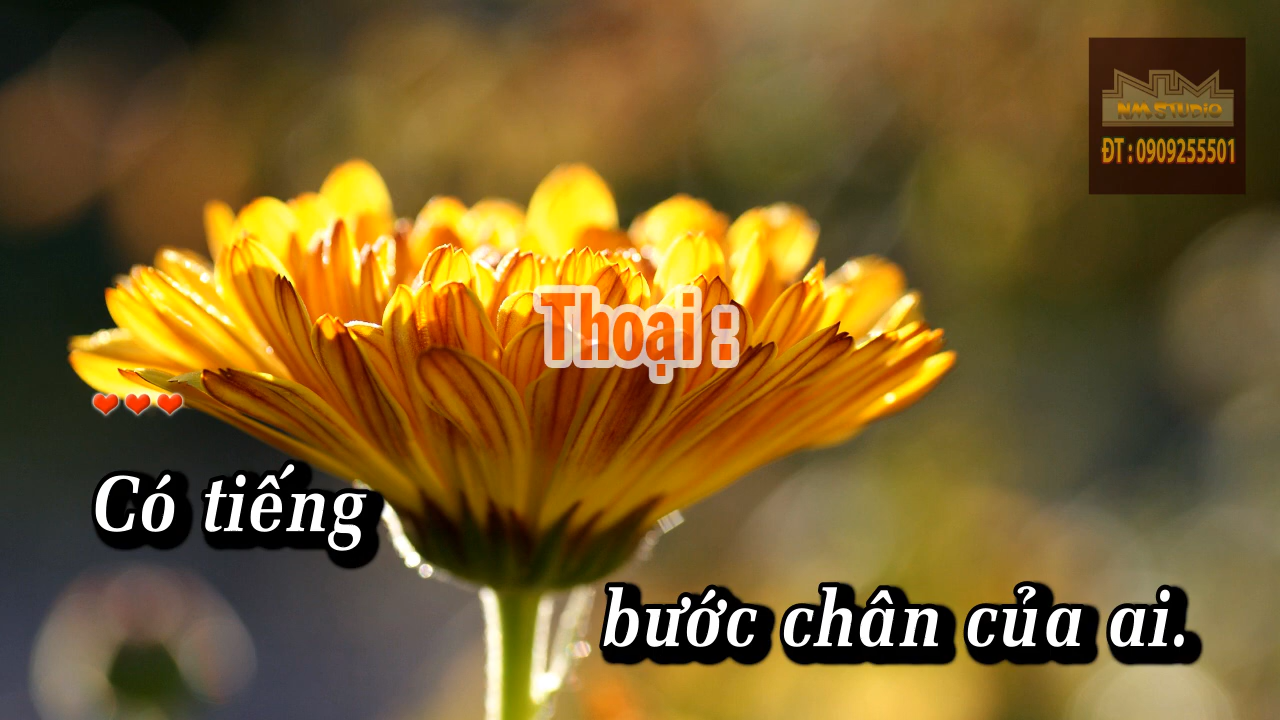 NM STUDIO
ĐT : 0909255501
Thoại :
Có tiếng
bước chân của ai.